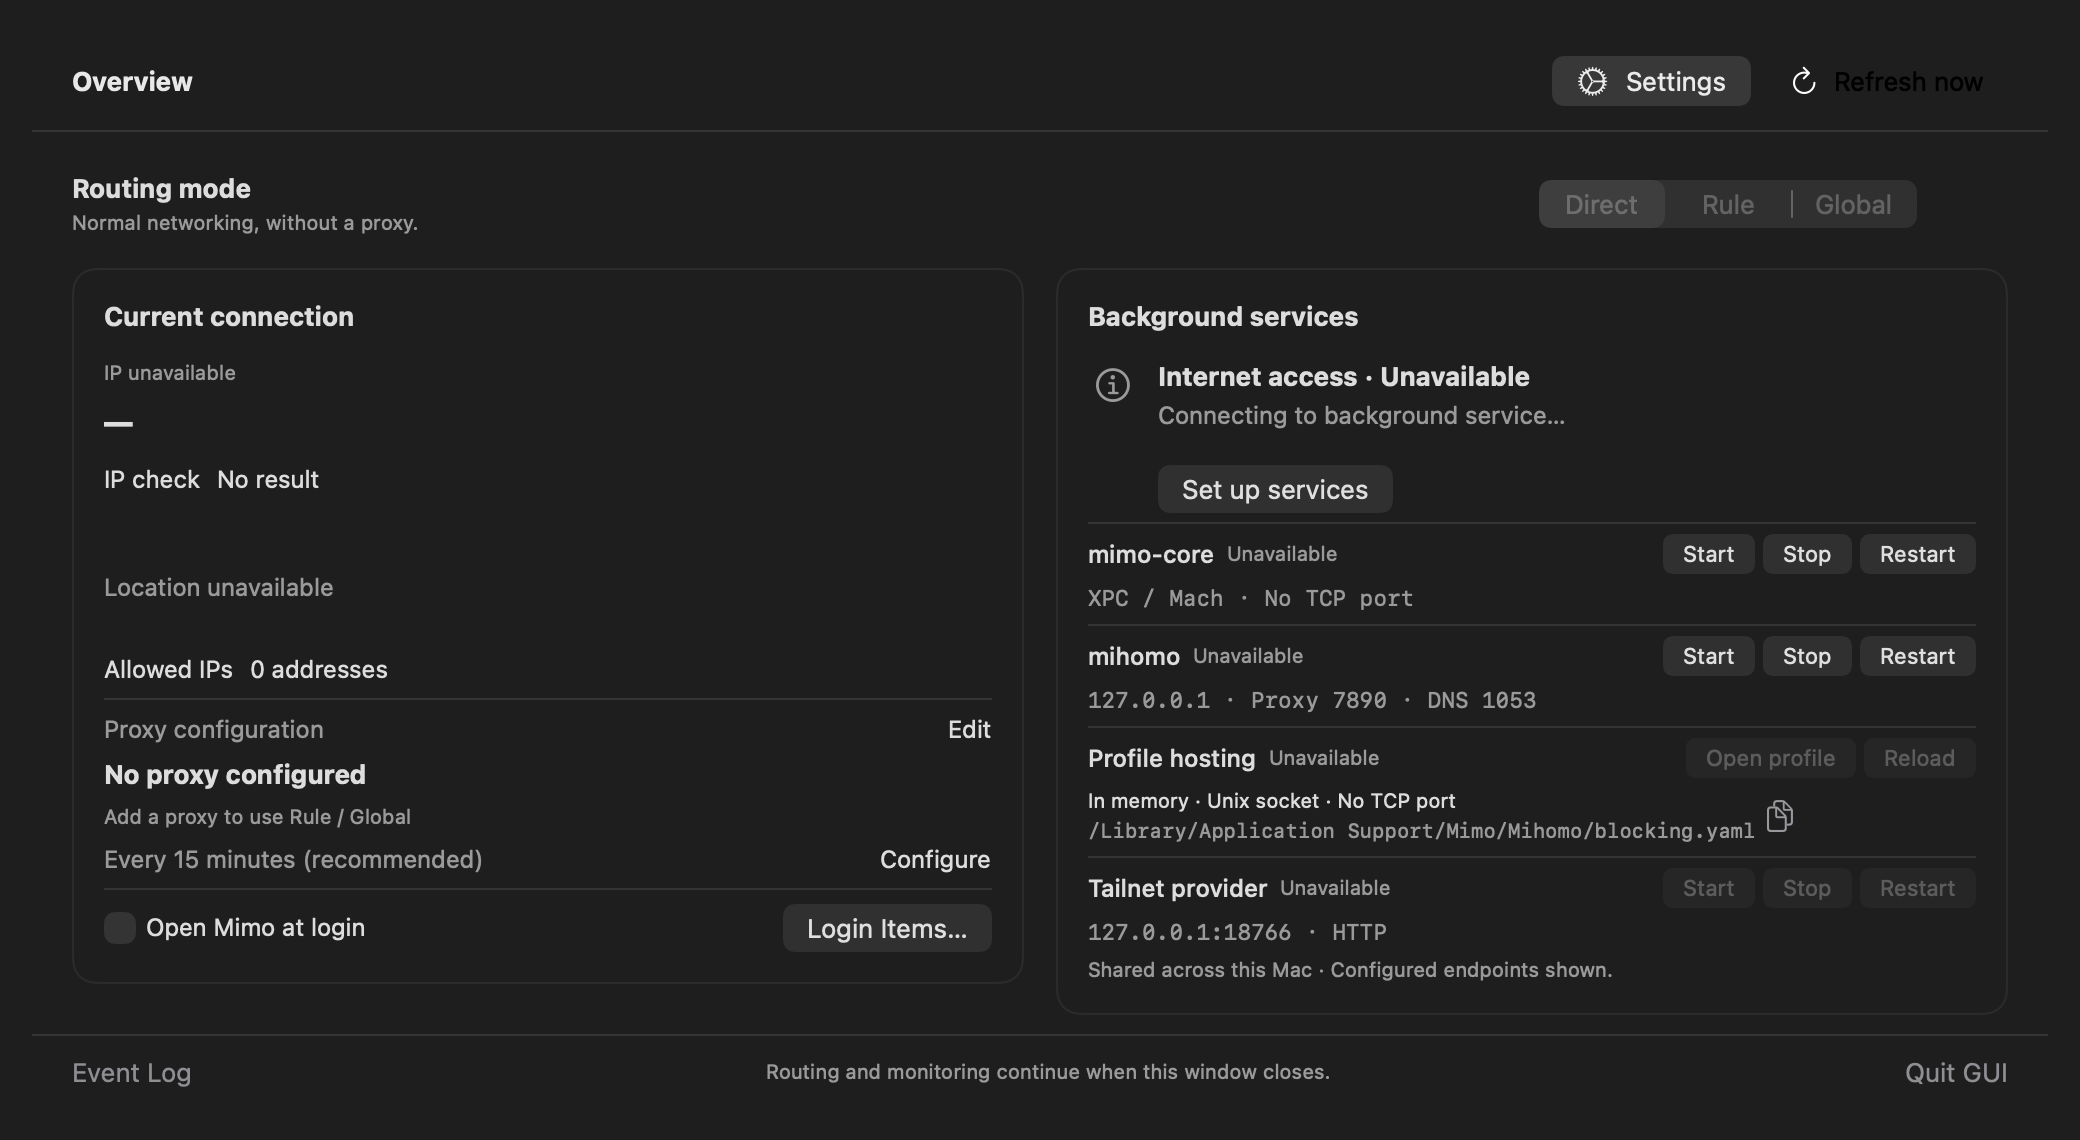 Overview
Settings
Refresh now
Routing mode
Normal networking, without a proxy.
Direct
Rule
Global
Current connection
IP unavailable
—
IP check No result
Location unavailable
Allowed IPs 0 addresses
Proxy configuration
Edit
No proxy configured
Add a proxy to use Rule / Global
Every 15 minutes (recommended)
Configure
Open Mimo at login
Login Items...
Background services
Internet access · Unavailable
Connecting to background service...
Set up services
mimo-core Unavailable
Start
Stop
Restart
XPC / Mach · No TCP port
mihomo Unavailable
Start
Stop
Restart
127.0.0.1 · Proxy 7890 · DNS 1053
Profile hosting Unavailable
Open profile
Reload
In memory · Unix socket · No TCP port
/Library/Application Support/Mimo/Mihomo/blocking.yaml
Tailnet provider Unavailable
Start
Stop
Restart
127.0.0.1:18766 · HTTP
Shared across this Mac · Configured endpoints shown.
Event Log
Routing and monitoring continue when this window closes.
Quit GUI